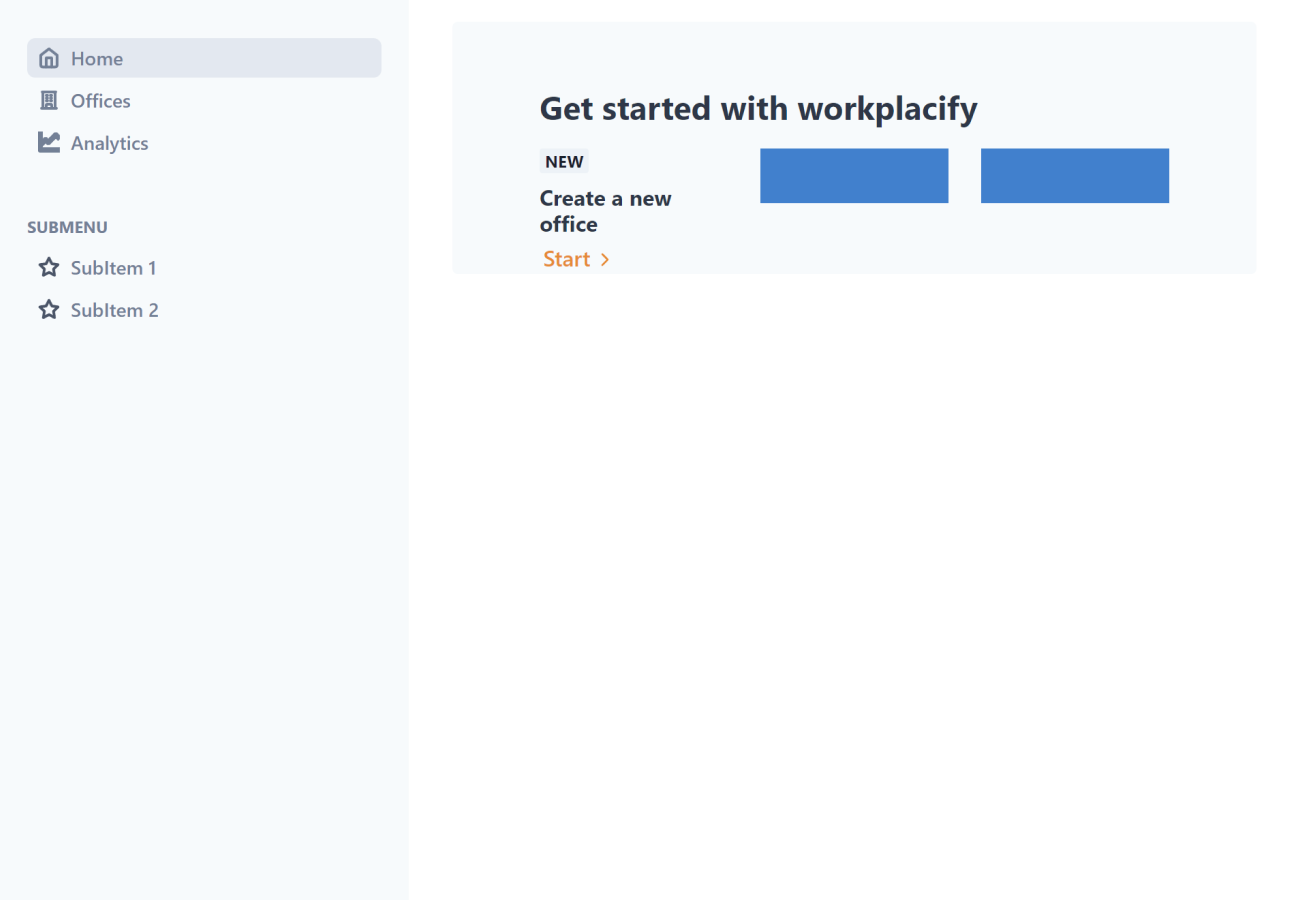 Home
Offices
Analytics
SUBMENU
SubItem 1
SubItem 2
Get started with workplacify
NEW
Create a new
office
Start